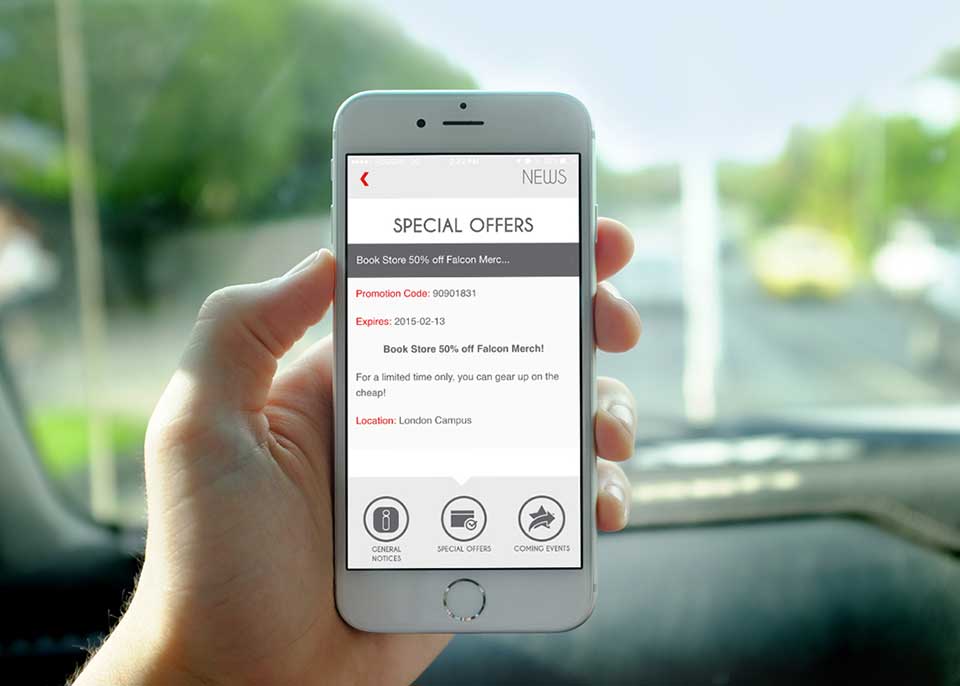 NEWS
SPECIAL OFFERS
Book Store 50% off Falcon Merc...
Promotion Code: 90901831
Expires: 2015-02-13
Book Store 50% off Falcon Merch!
For a limited time only, you can gear up on the
cheap!
Location: London Campus
GENERAL
NOTICES
SPECIAL OFFERS
COMING EVENTS